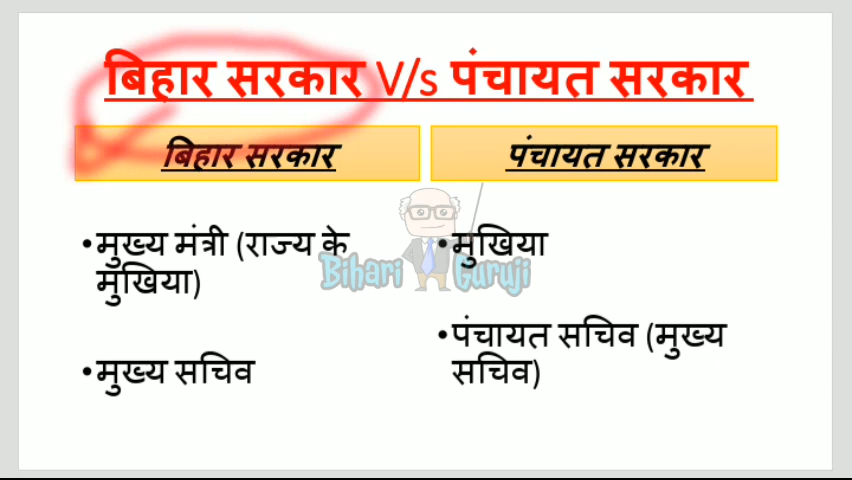 बिहार सरकार V/s पंचायत सरकार
बिहार सरकार
पंचायत सरकार
•मुख्य मंत्री (राज्य के
मुखिया)
•मुख्य सचिव
•मुखिया
•पंचायत सचिव (मुख्य
सचिव)
Bihari Guruji